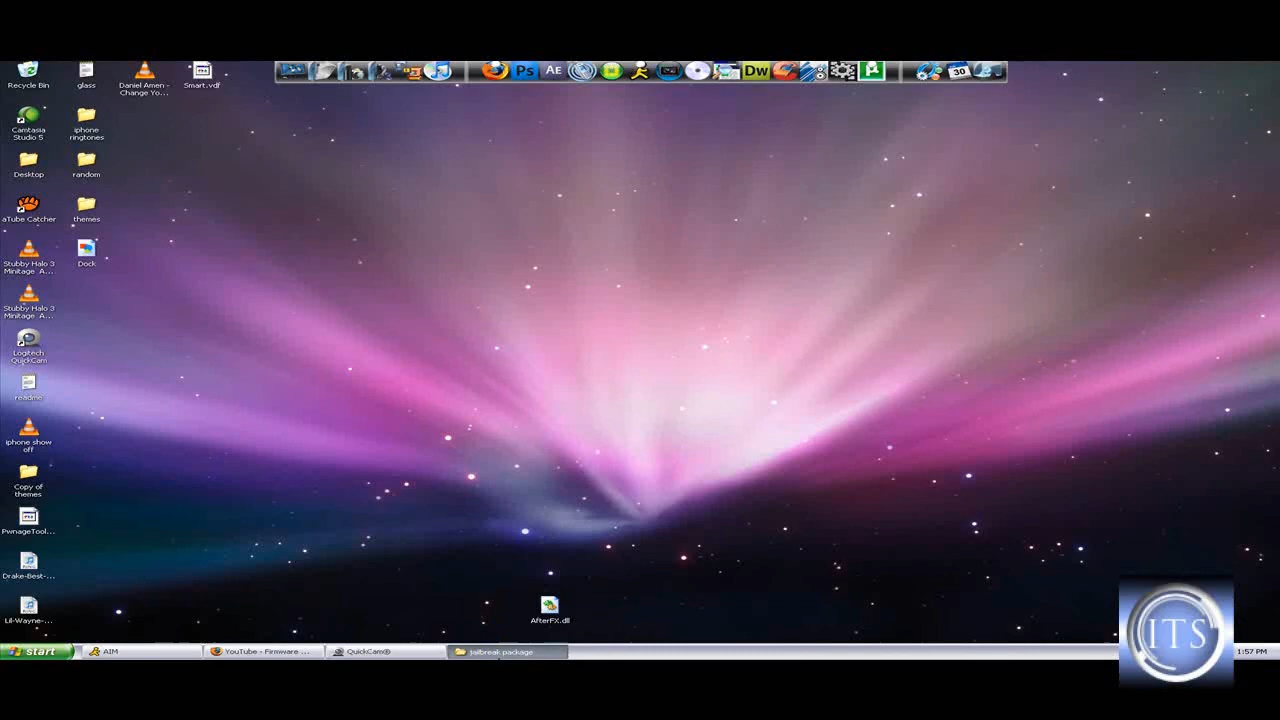 Ps
AE
Dw
30
Recycle Bin
glass
Daniel Amen -
Change Yo...
Smart.vdf
Camtasia
Studio 5
iphone
ringtones
Desktop
random
aTube Catcher
themes
Stubby Halo 3
Minitage A...
Dock
Stubby Halo 3
Minitage A...
Logitech
QuickCam
readme
iphone show
off
Copy of
themes
PwnageTool...
Drake-Best-...
Lil-Wayne-...
AfterFX.dll
ITS
start
AIM
YouTube - Firmware ...
QuickCam®
jailbreak package
1:57 PM